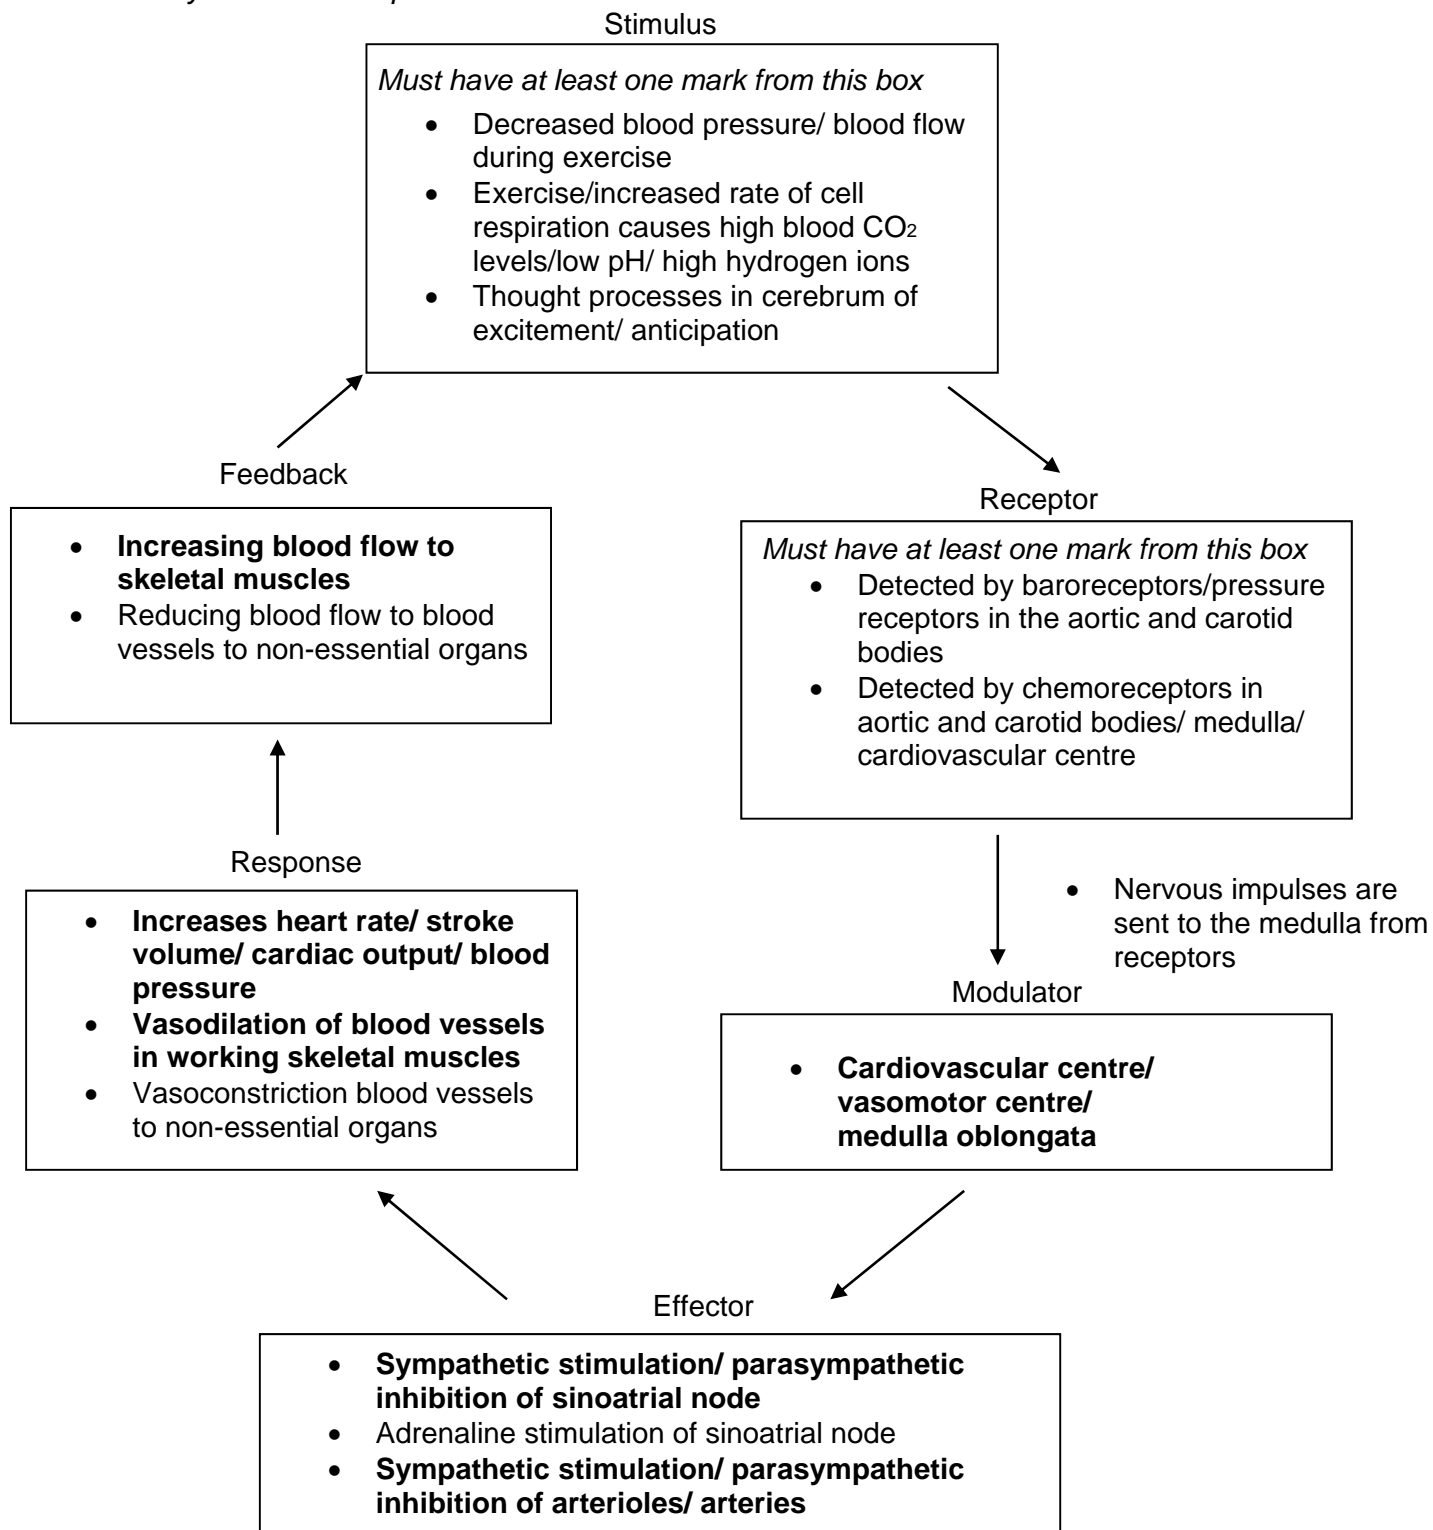 Stimulus
Must have at least one mark from this box
• Decreased blood pressure/ blood flow
during exercise
• Exercise/increased rate of cell
respiration causes high blood CO₂
levels/low pH/ high hydrogen ions
• Thought processes in cerebrum of
excitement/ anticipation
Receptor
Must have at least one mark from this box
• Detected by baroreceptors/pressure
receptors in the aortic and carotid
bodies
• Detected by chemoreceptors in
aortic and carotid bodies/ medulla/
cardiovascular centre
• Nervous impulses are
sent to the medulla from
receptors
Modulator
• Cardiovascular centre/
vasomotor centre/
medulla oblongata
Effector
• Sympathetic stimulation/ parasympathetic
inhibition of sinoatrial node
• Adrenaline stimulation of sinoatrial node
• Sympathetic stimulation/ parasympathetic
inhibition of arterioles/ arteries
Response
• Increases heart rate/ stroke
volume/ cardiac output/ blood
pressure
• Vasodilation of blood vessels
in working skeletal muscles
• Vasoconstriction blood vessels
to non-essential organs
Feedback
• Increasing blood flow to
skeletal muscles
• Reducing blood flow to blood
vessels to non-essential organs